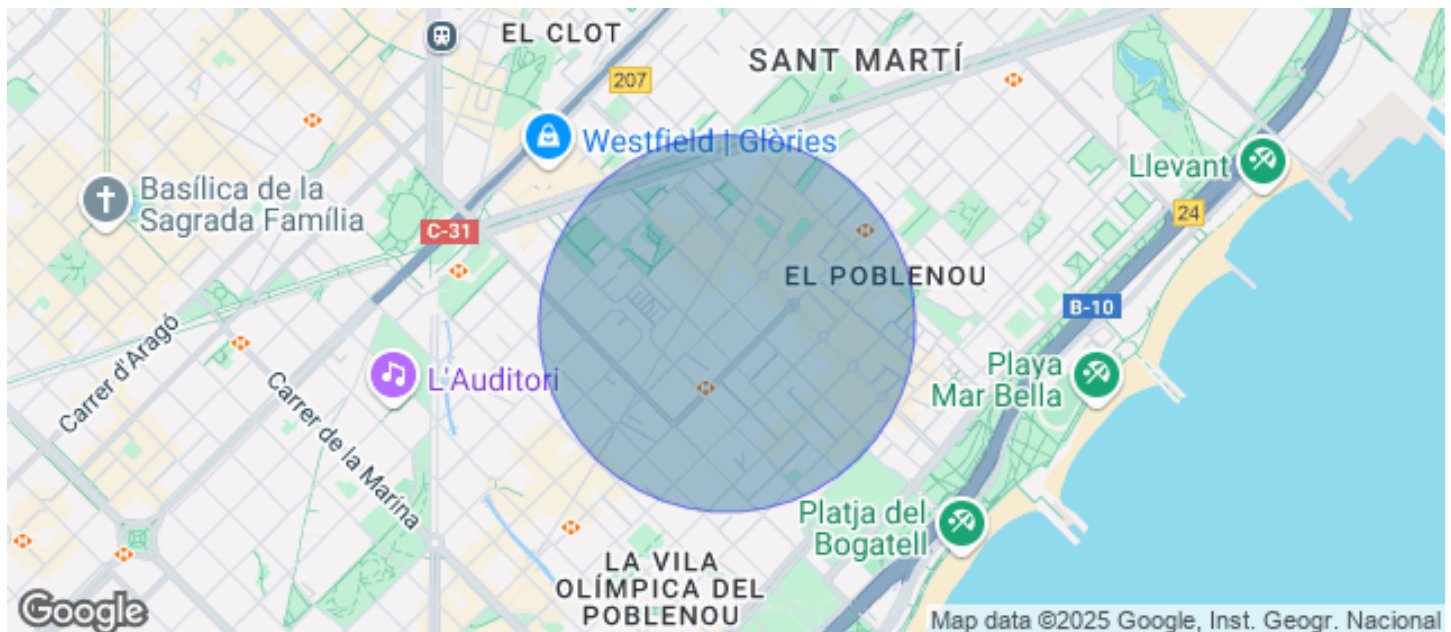 EL CLOT
SANT MARTÍ
207
Westfield | Glòries
Llevant
Basílica de la
Sagrada Família
24
C-31
EL POBLENOU
B-10
Carrer d'Aragó
L'Auditori
Playa
Mar Bella
Carrer de la Marina
Platja del
Bogatell
LA VILA
OLÍMPICA DEL
POBLENOU
Google
Map data ©2025 Google, Inst. Geogr. Nacional